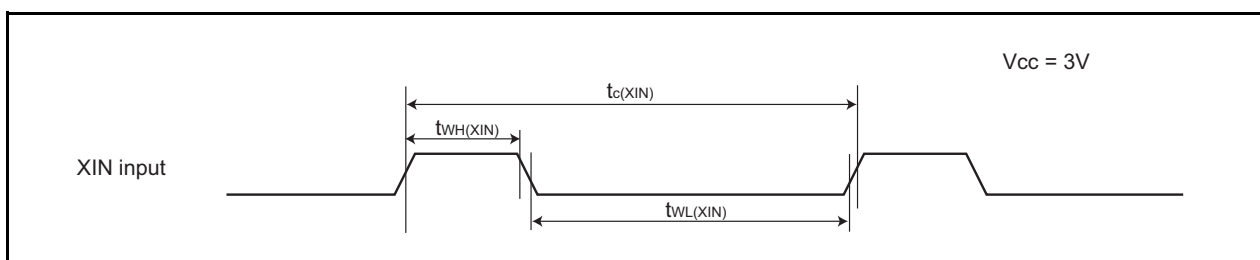 Vcc = 3V
tc(XIN)
tWH(XIN)
XIN input
tWL(XIN)